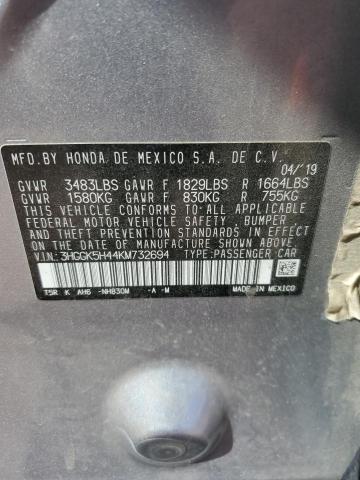 MFD.BY HONDA DE MEXICO S.A. DE C.V.
04/'19
GVWR 3483LBS GAWR F 1829LBS R 1664LBS
GVWR 1580KG GAWR F 830KG R 755KG
THIS VEHICLE CONFORMS TO ALL APPLICABLE
FEDERAL MOTOR VEHICLE SAFETY, BUMPER
AND THEFT PREVENTION STANDARDS
IN EFFECT ON THE DATE OF MANUFACTURE
SHOWN ABOVE.
VIN: 3HGGK5H44KM732694 TYPE:PASSENGER CAR
T5R K AH6 -NH830M -A -M MADE IN MEXICO